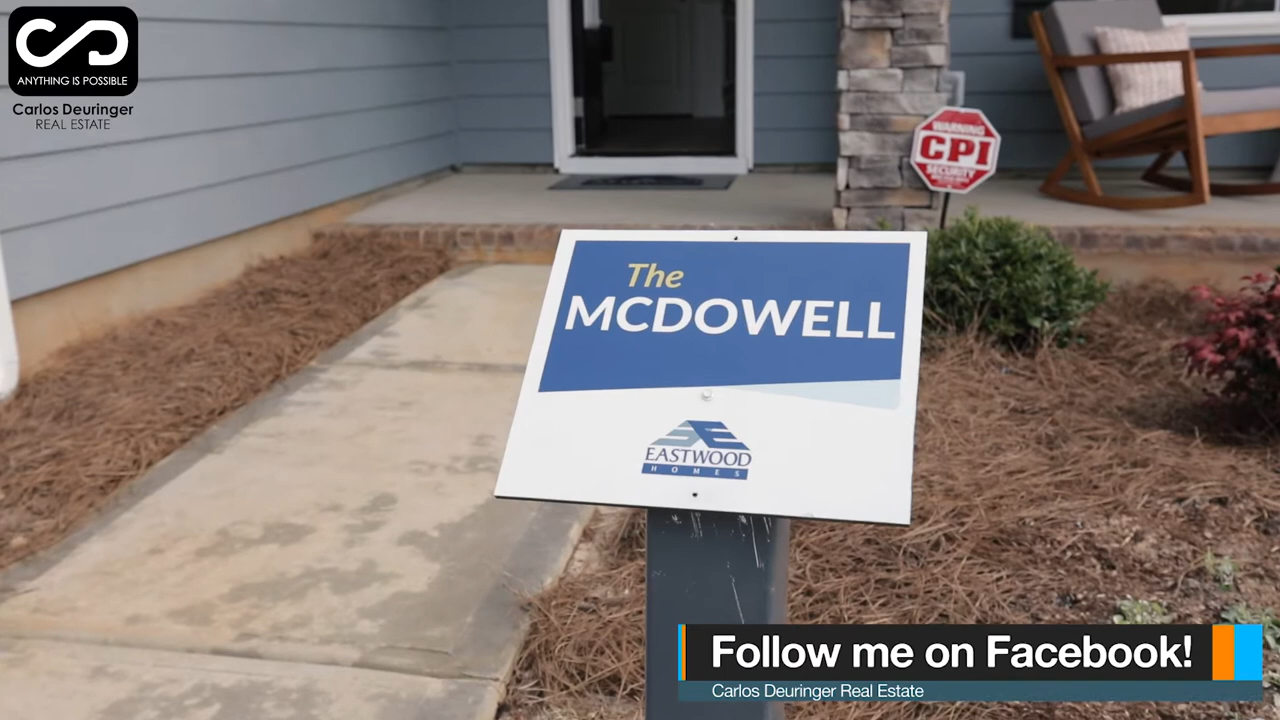 ANYTHING IS POSSIBLE
Carlos Deuringer
REAL ESTATE
WARNING
CPI
SECURITY
The
MCDOWELL
EASTWOOD
HOMES
Follow me on Facebook!
Carlos Deuringer Real Estate